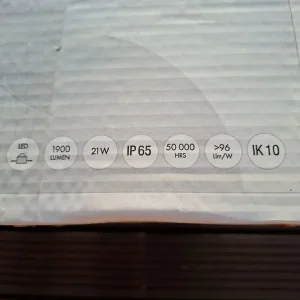 LED
1900
LUMEN
21W
IP65
50 000
HRS
>96
Lm/W
IK10